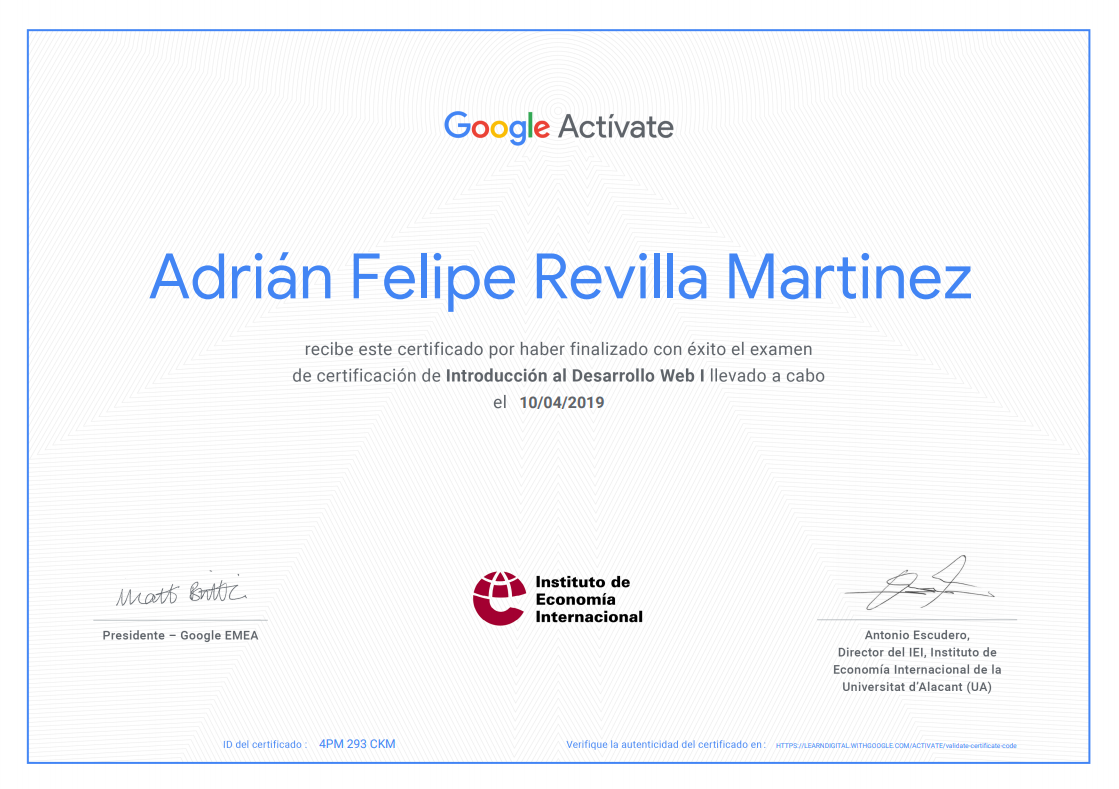 Google Actívate
Adrián Felipe Revilla Martinez
recibe este certificado por haber finalizado con éxito el examen
de certificación de Introducción al Desarrollo Web I llevado a cabo
el 10/04/2019
Matt Brittin
Presidente – Google EMEA
Instituto de
Economía
Internacional
Antonio Escudero,
Director del IEI, Instituto de
Economía Internacional de la
Universitat d'Alacant (UA)
ID del certificado : 4PM 293 CKM
Verifique la autenticidad del certificado en : HTTPS://LEARNDIGITAL.WITHGOOGLE.COM/ACTIVATE/validate-certificate-code